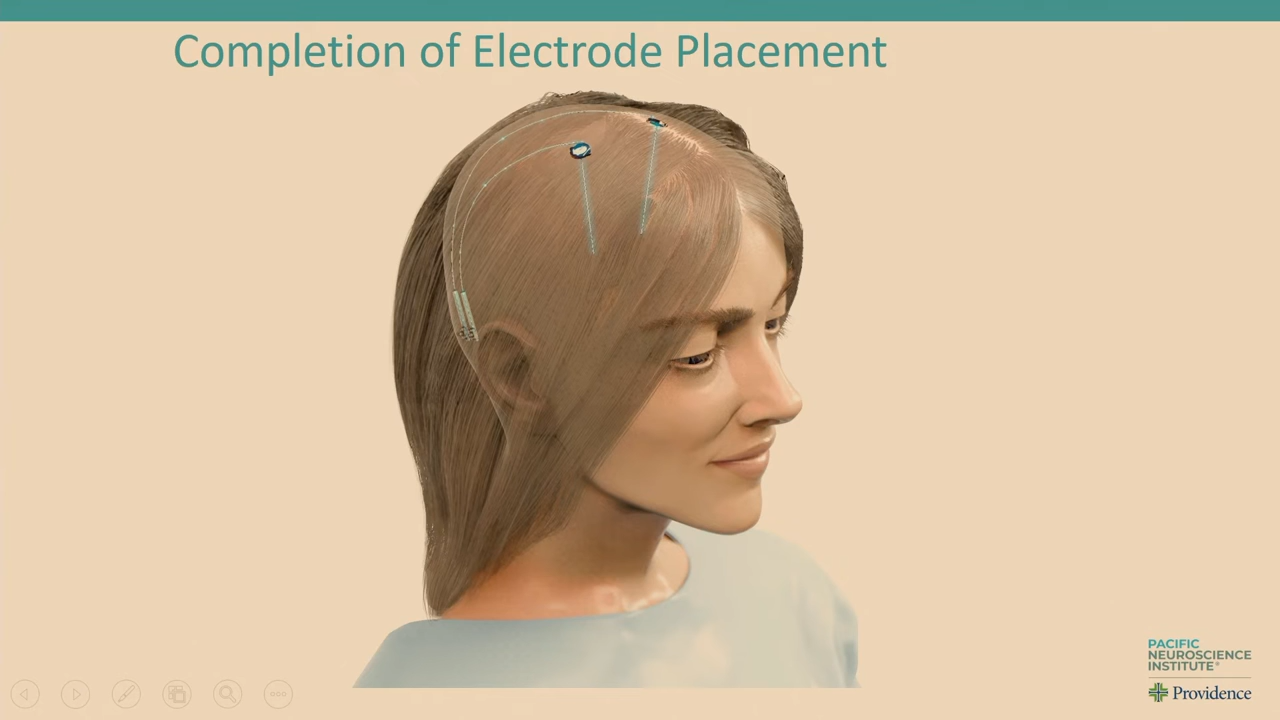 Completion of Electrode Placement
PACIFIC
NEUROSCIENCE
INSTITUTE®
Providence